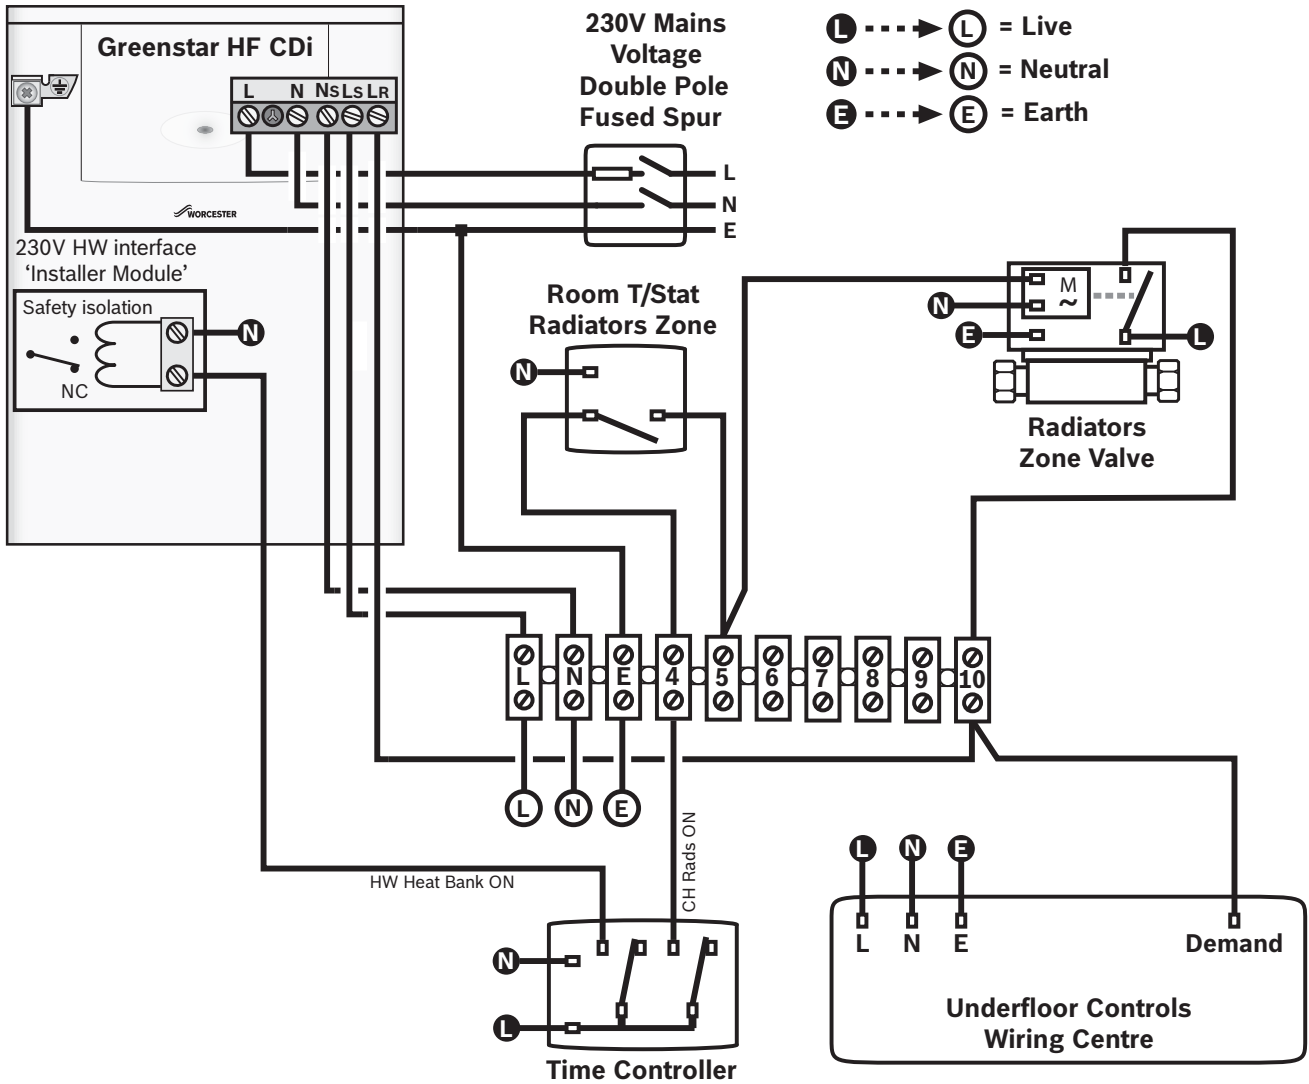 Greenstar HF CDi
L N NS LS LR
WORCESTER
230V HW interface
‘Installer Module’
Safety isolation
NC
N
230V Mains
Voltage
Double Pole
Fused Spur
L
N
E
L L = Live
N N = Neutral
E E = Earth
Room T/Stat
Radiators Zone
N
M
~
N
E
L
Radiators
Zone Valve
L N E 4 5 6 7 8 9 10
L N E
HW Heat Bank ON
CH Rads ON
N
L
Time Controller
L N E
L N E Demand
Underfloor Controls
Wiring Centre